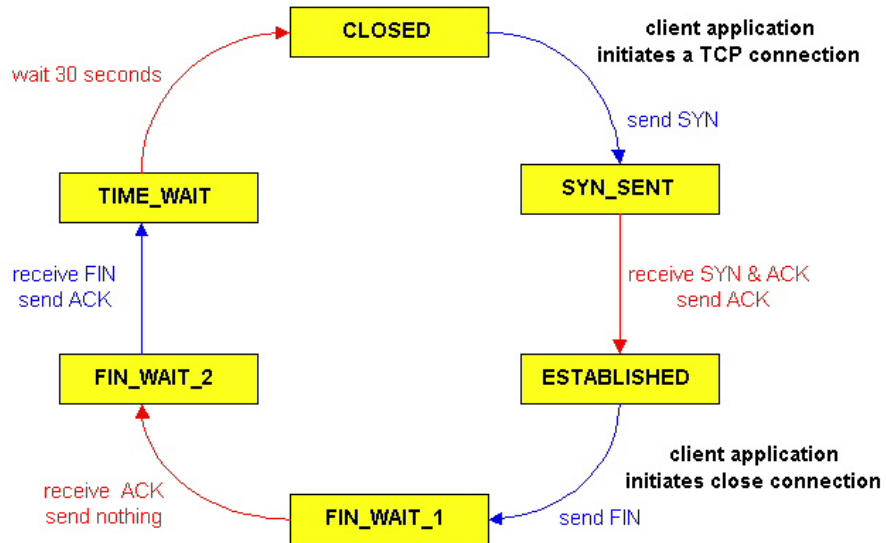 CLOSED
client application
initiates a TCP connection
wait 30 seconds
send SYN
TIME_WAIT
SYN_SENT
receive FIN
send ACK
receive SYN & ACK
send ACK
FIN_WAIT_2
ESTABLISHED
client application
initiates close connection
receive ACK
send nothing
FIN_WAIT_1
send FIN